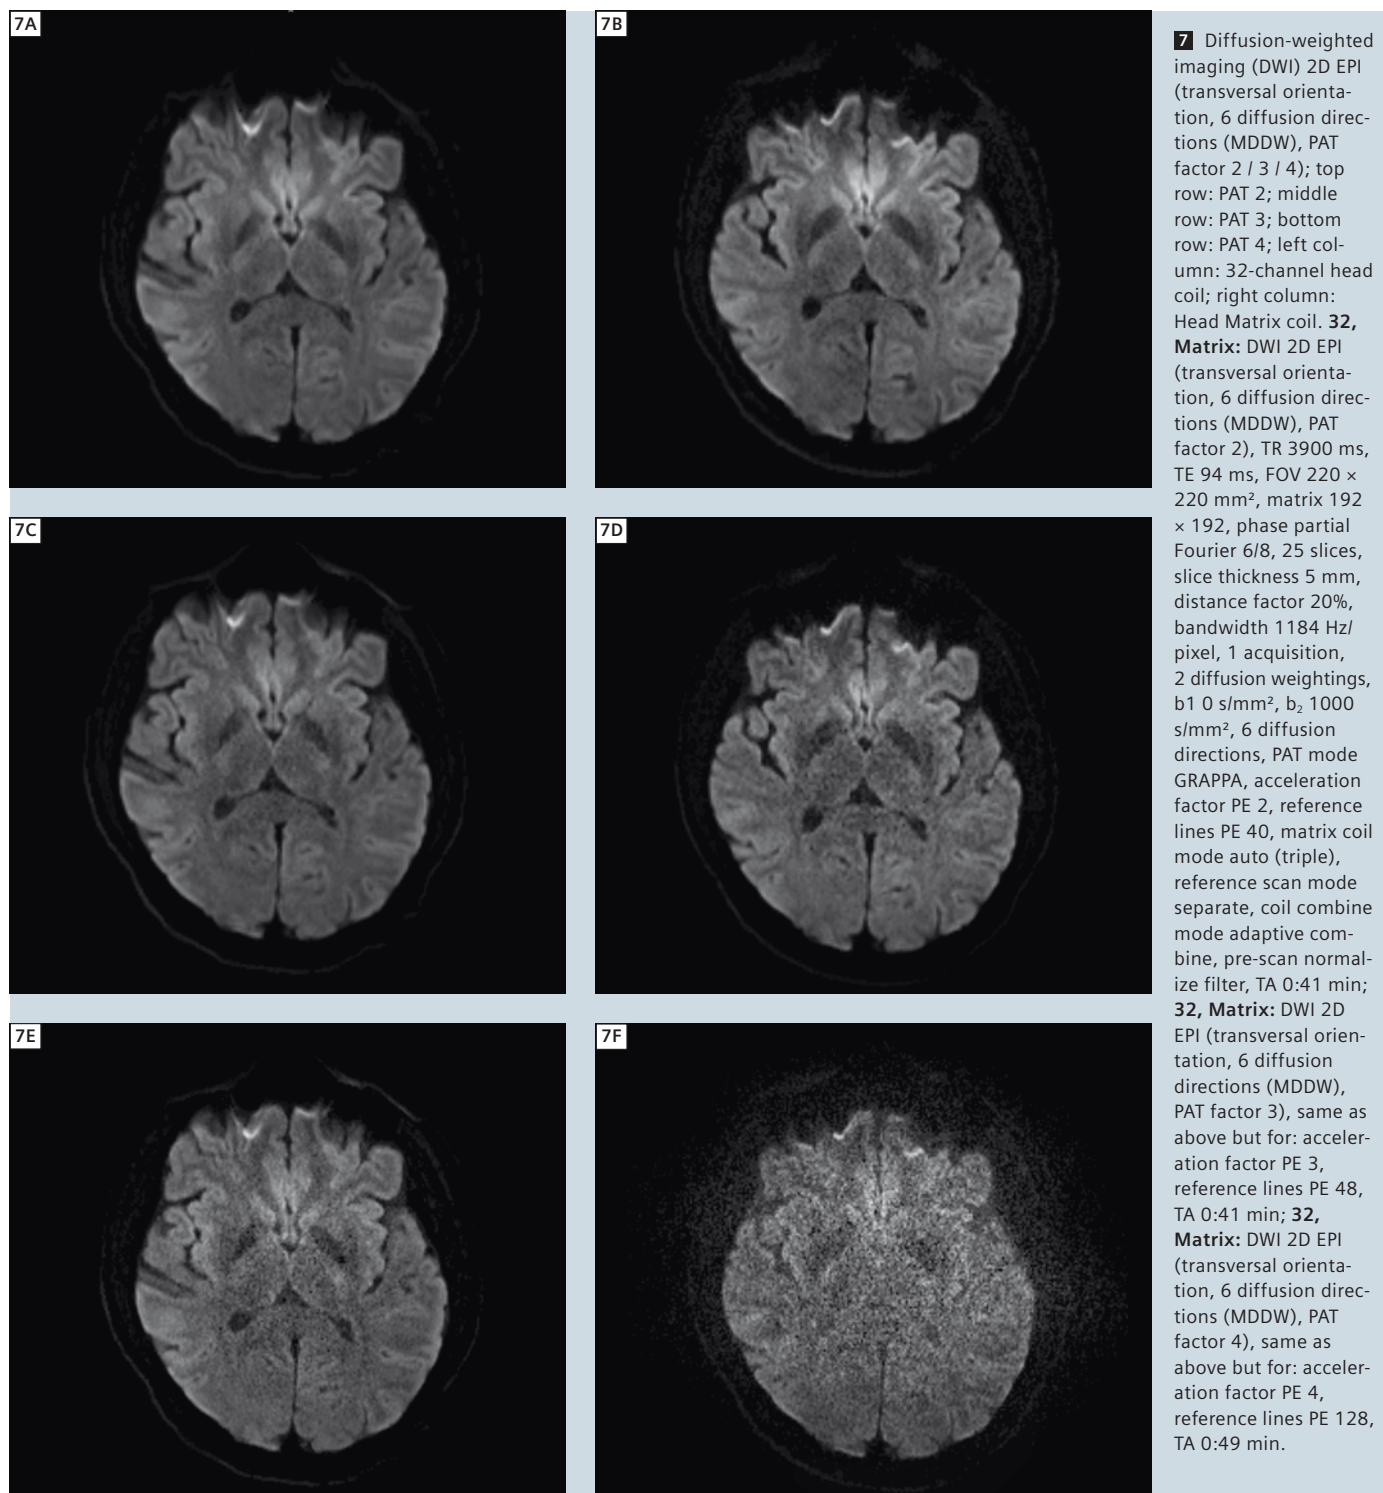 7A
7B
7 Diffusion-weighted
imaging (DWI) 2D EPI
(transversal orienta-
tion, 6 diffusion direc-
tions (MDDW), PAT
factor 2 / 3 / 4); top
row: PAT 2; middle
row: PAT 3; bottom
row: PAT 4; left col-
umn: 32-channel head
coil; right column:
Head Matrix coil. 32,
Matrix: DWI 2D EPI
(transversal orienta-
tion, 6 diffusion direc-
tions (MDDW), PAT
factor 2), TR 3900 ms,
TE 94 ms, FOV 220 ×
220 mm², matrix 192
× 192, phase partial
Fourier 6/8, 25 slices,
slice thickness 5 mm,
distance factor 20%,
bandwidth 1184 Hz/
pixel, 1 acquisition,
2 diffusion weightings,
b1 0 s/mm², b₂ 1000
s/mm², 6 diffusion
directions, PAT mode
GRAPPA, acceleration
factor PE 2, reference
lines PE 40, matrix coil
mode auto (triple),
reference scan mode
separate, coil combine
mode adaptive com-
bine, pre-scan normal-
ize filter, TA 0:41 min;
32, Matrix: DWI 2D
EPI (transversal orien-
tation, 6 diffusion
directions (MDDW),
PAT factor 3), same as
above but for: acceler-
ation factor PE 3,
reference lines PE 48,
TA 0:41 min; 32,
Matrix: DWI 2D EPI
(transversal orienta-
tion, 6 diffusion direc-
tions (MDDW), PAT
factor 4), same as
above but for: acceler-
ation factor PE 4,
reference lines PE 128,
TA 0:49 min.
7C
7D
7E
7F